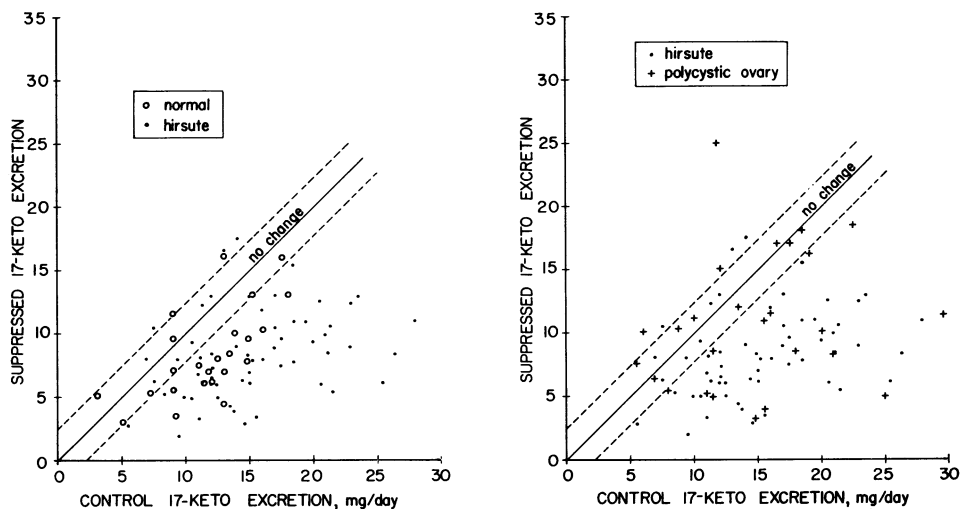 35
30
25
20
15
10
5
0
SUPPRESSED 17-KETO EXCRETION
o normal
• hirsute
no change
0 5 10 15 20 25 30
CONTROL 17-KETO EXCRETION, mg/day
35
30
25
20
15
10
5
0
SUPPRESSED 17-KETO EXCRETION
• hirsute
+ polycystic ovary
no change
0 5 10 15 20 25 30
CONTROL 17-KETO EXCRETION, mg/day